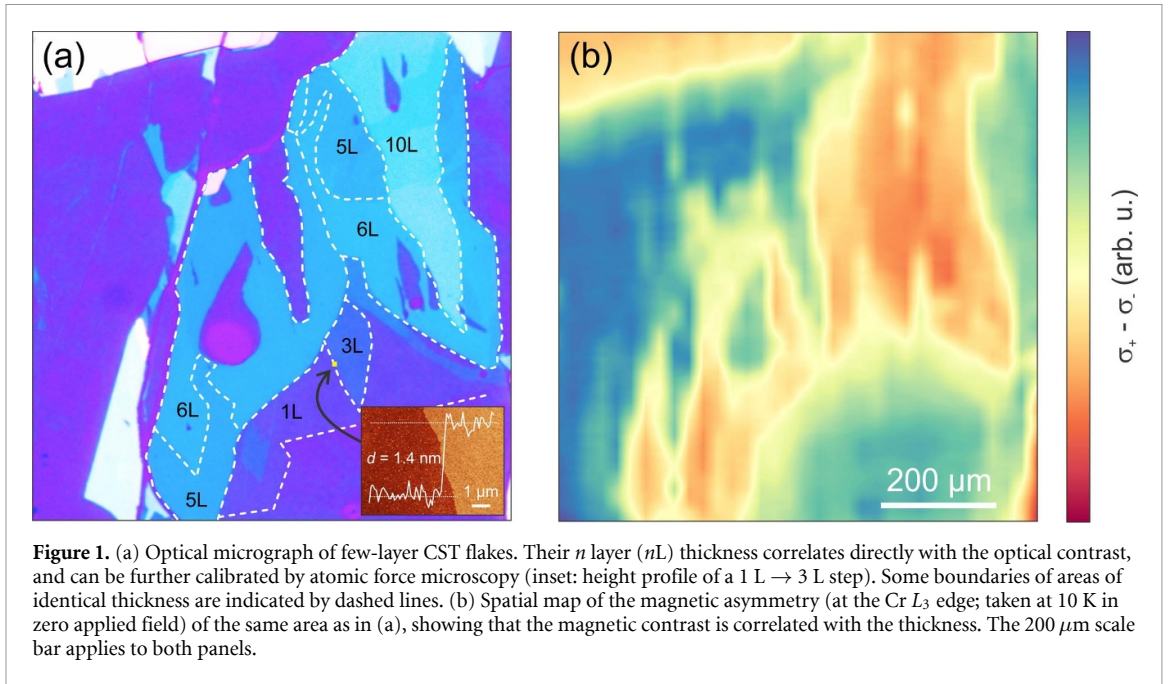 (a)
5L
10L
6L
3L
1L
6L
5L
d = 1.4 nm
1 μm
(b)
200 μm
σ+ - σ- (arb. u.)
Figure 1. (a) Optical micrograph of few-layer CST flakes. Their n layer (nL) thickness correlates directly with the optical contrast,
and can be further calibrated by atomic force microscopy (inset: height profile of a 1 L → 3 L step). Some boundaries of areas of
identical thickness are indicated by dashed lines. (b) Spatial map of the magnetic asymmetry (at the Cr L3 edge; taken at 10 K in
zero applied field) of the same area as in (a), showing that the magnetic contrast is correlated with the thickness. The 200 μm scale
bar applies to both panels.